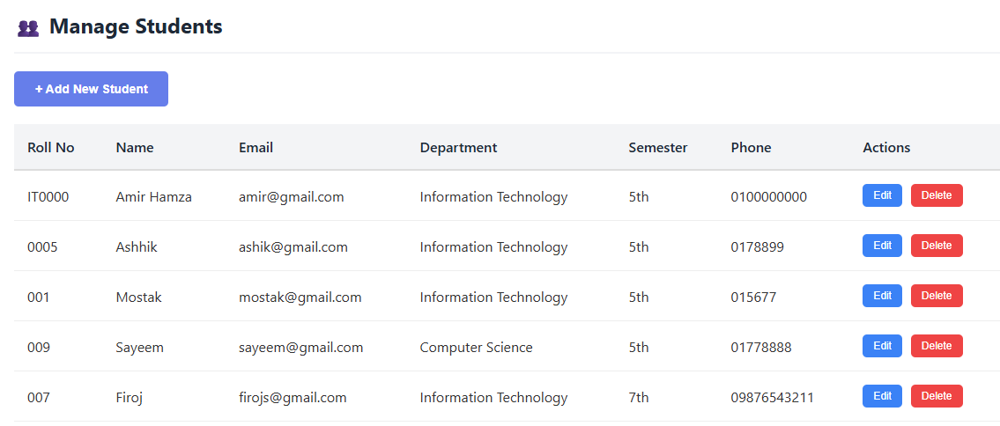 Manage Students
+ Add New Student
Roll No Name Email Department Semester Phone Actions
IT0000 Amir Hamza amir@gmail.com Information Technology 5th 0100000000 Edit Delete
0005 Ashhik ashik@gmail.com Information Technology 5th 0178899 Edit Delete
001 Mostak mostak@gmail.com Information Technology 5th 015677 Edit Delete
009 Sayeem sayeem@gmail.com Computer Science 5th 01778888 Edit Delete
007 Firoj firojs@gmail.com Information Technology 7th 09876543211 Edit Delete